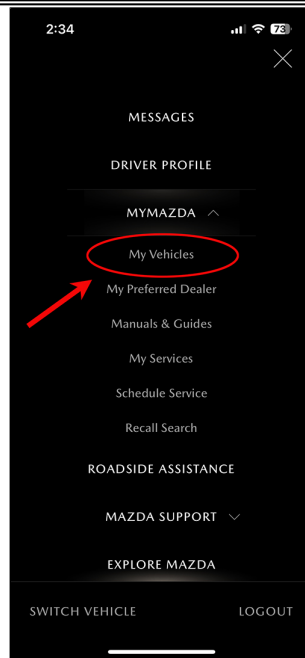 2:34
73
MESSAGES
DRIVER PROFILE
MYMAZDA
My Vehicles
My Preferred Dealer
Manuals & Guides
My Services
Schedule Service
Recall Search
ROADSIDE ASSISTANCE
MAZDA SUPPORT
EXPLORE MAZDA
SWITCH VEHICLE LOGOUT